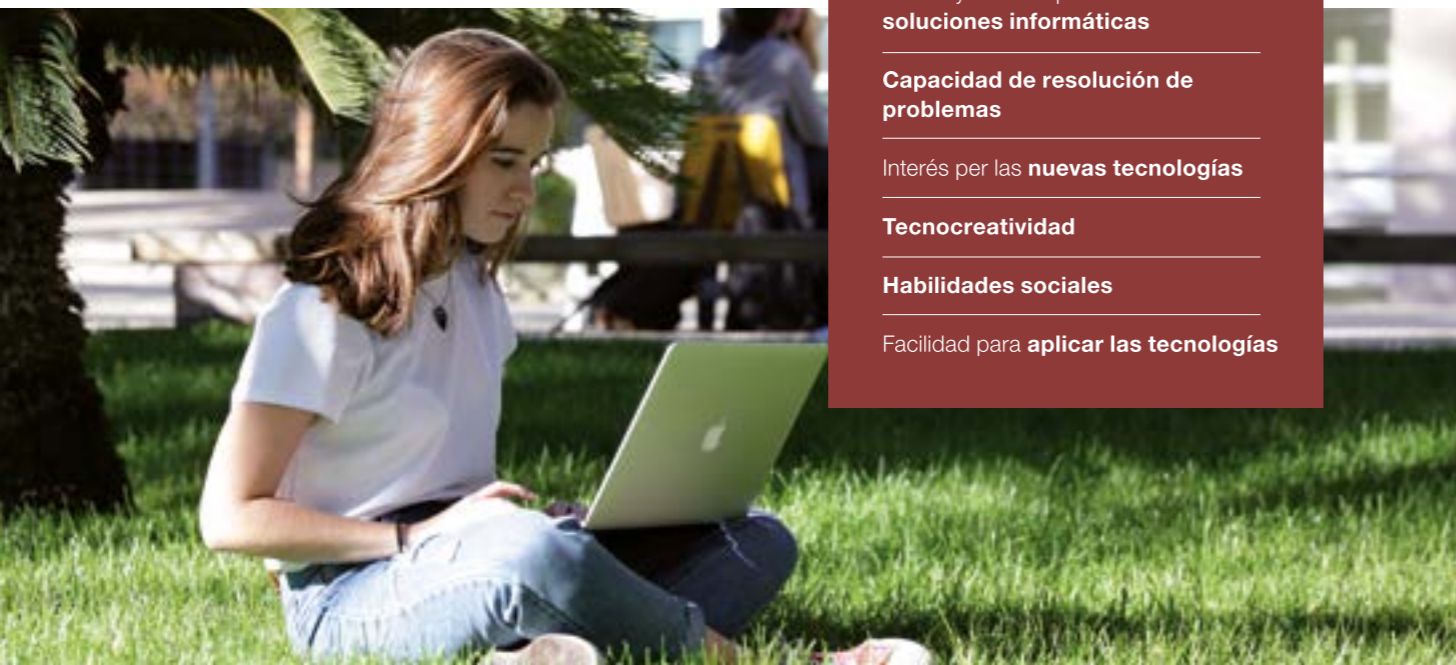 soluciones informáticas
Capacidad de resolución de
problemas
Interés per las nuevas tecnologías
Tecnocreatividad
Habilidades sociales
Facilidad para aplicar las tecnologías